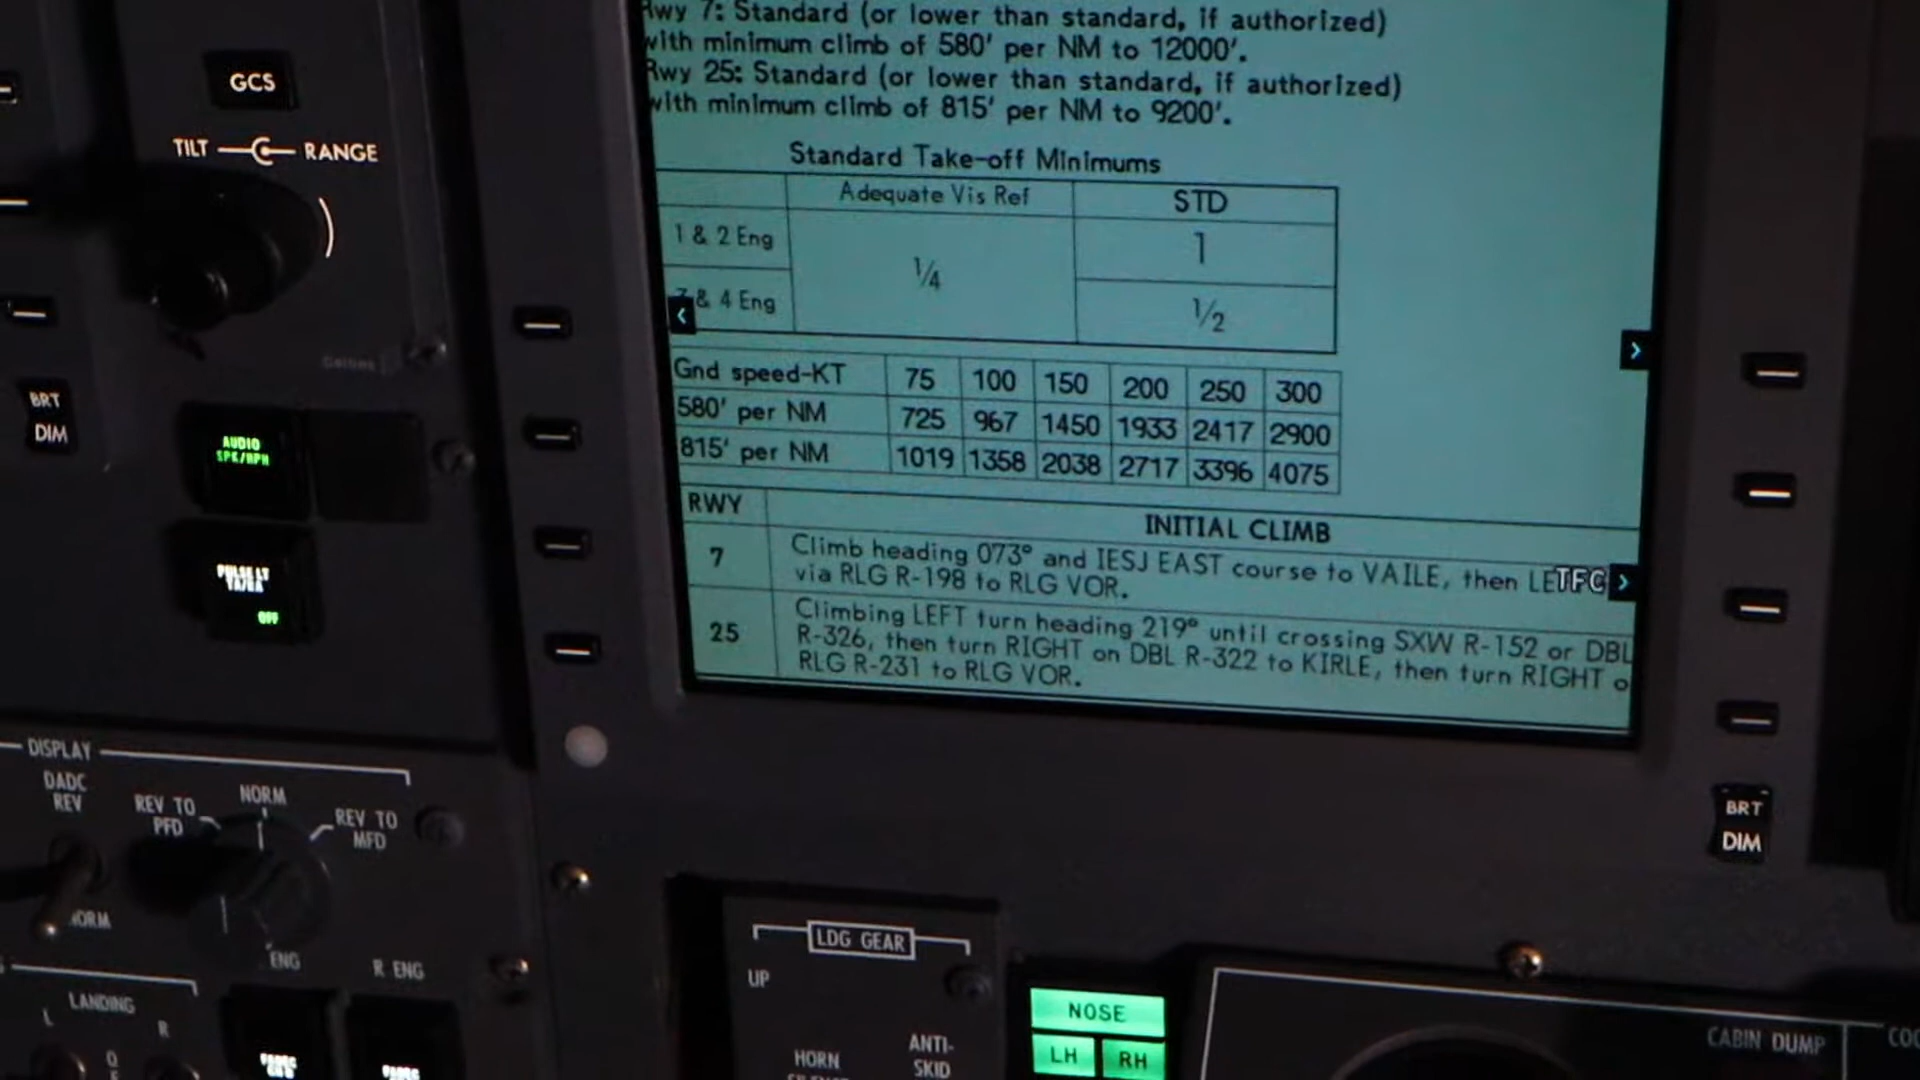 Rwy 7: Standard (or lower than standard, if authorized)
with minimum climb of 580' per NM to 12000'.
Rwy 25: Standard (or lower than standard, if authorized)
with minimum climb of 815' per NM to 9200'.
Standard Take-off Minimums
Adequate Vis Ref STD
1 & 2 Eng 1/4 1
& 4 Eng 1/2
Gnd speed-KT 75 100 150 200 250 300
580' per NM 725 967 1450 1933 2417 2900
815' per NM 1019 1358 2038 2717 3396 4075
RWY INITIAL CLIMB
7 Climb heading 073° and IESJ EAST course to VAILE, then
via RLG R-198 to RLG VOR.
TFC
25 Climbing LEFT turn heading 219° until crossing SXW R-152 or DBL
R-326, then turn RIGHT on DBL R-322 to KIRLE, then turn RIGHT
RLG R-231 to RLG VOR.
GCS
TILT RANGE
BRT
DIM
AUDIO
SPK/HPH
PULSE LT
TA/RA
OFF
DISPLAY
DADC
REV
REV TO
PFD
NORM
REV TO
MFD
NORM
ENG
R ENG
LANDING
L
R
BRT
DIM
LDG GEAR
UP
HORN
ANTI-
SKID
NOSE
LH RH
CABIN DUMP